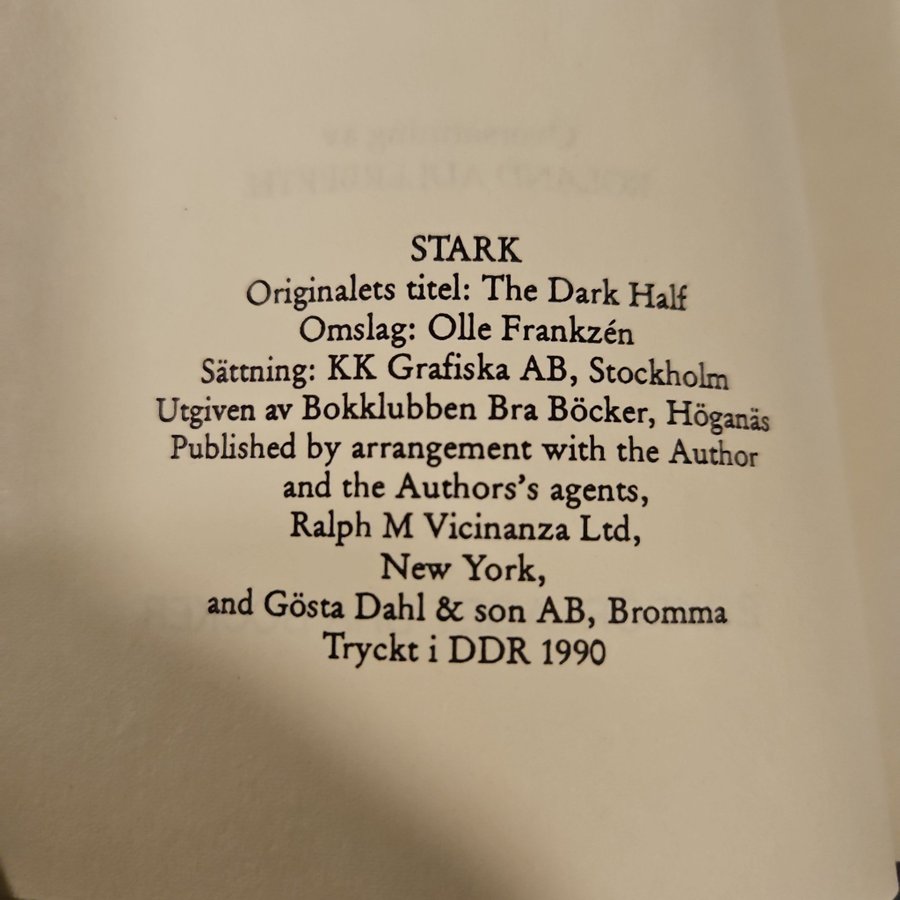 STARK
Originalets titel: The Dark Half
Omslag: Olle Frankzén
Sättning: KK Grafiska AB, Stockholm
Utgiven av Bokklubben Bra Böcker, Höganäs
Published by arrangement with the Author
and the Authors's agents,
Ralph M Vicinanza Ltd,
New York,
and Gösta Dahl & son AB, Bromma
Tryckt i DDR 1990